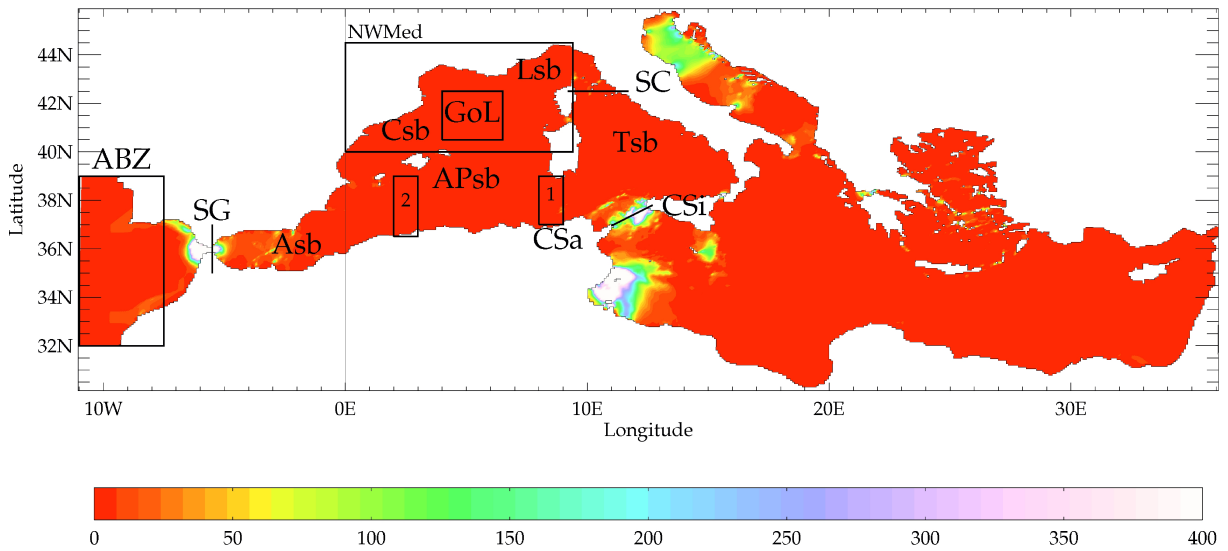 NWMed
44N
Lsb
SC
42N
GoL
Csb
Tsb
40N
ABZ
APsb
38N
2
1
SG
CSi
CSa
36N
Asb
34N
32N
Latitude
10W
0E
10E
20E
30E
Longitude
0
50
100
150
200
250
300
350
400